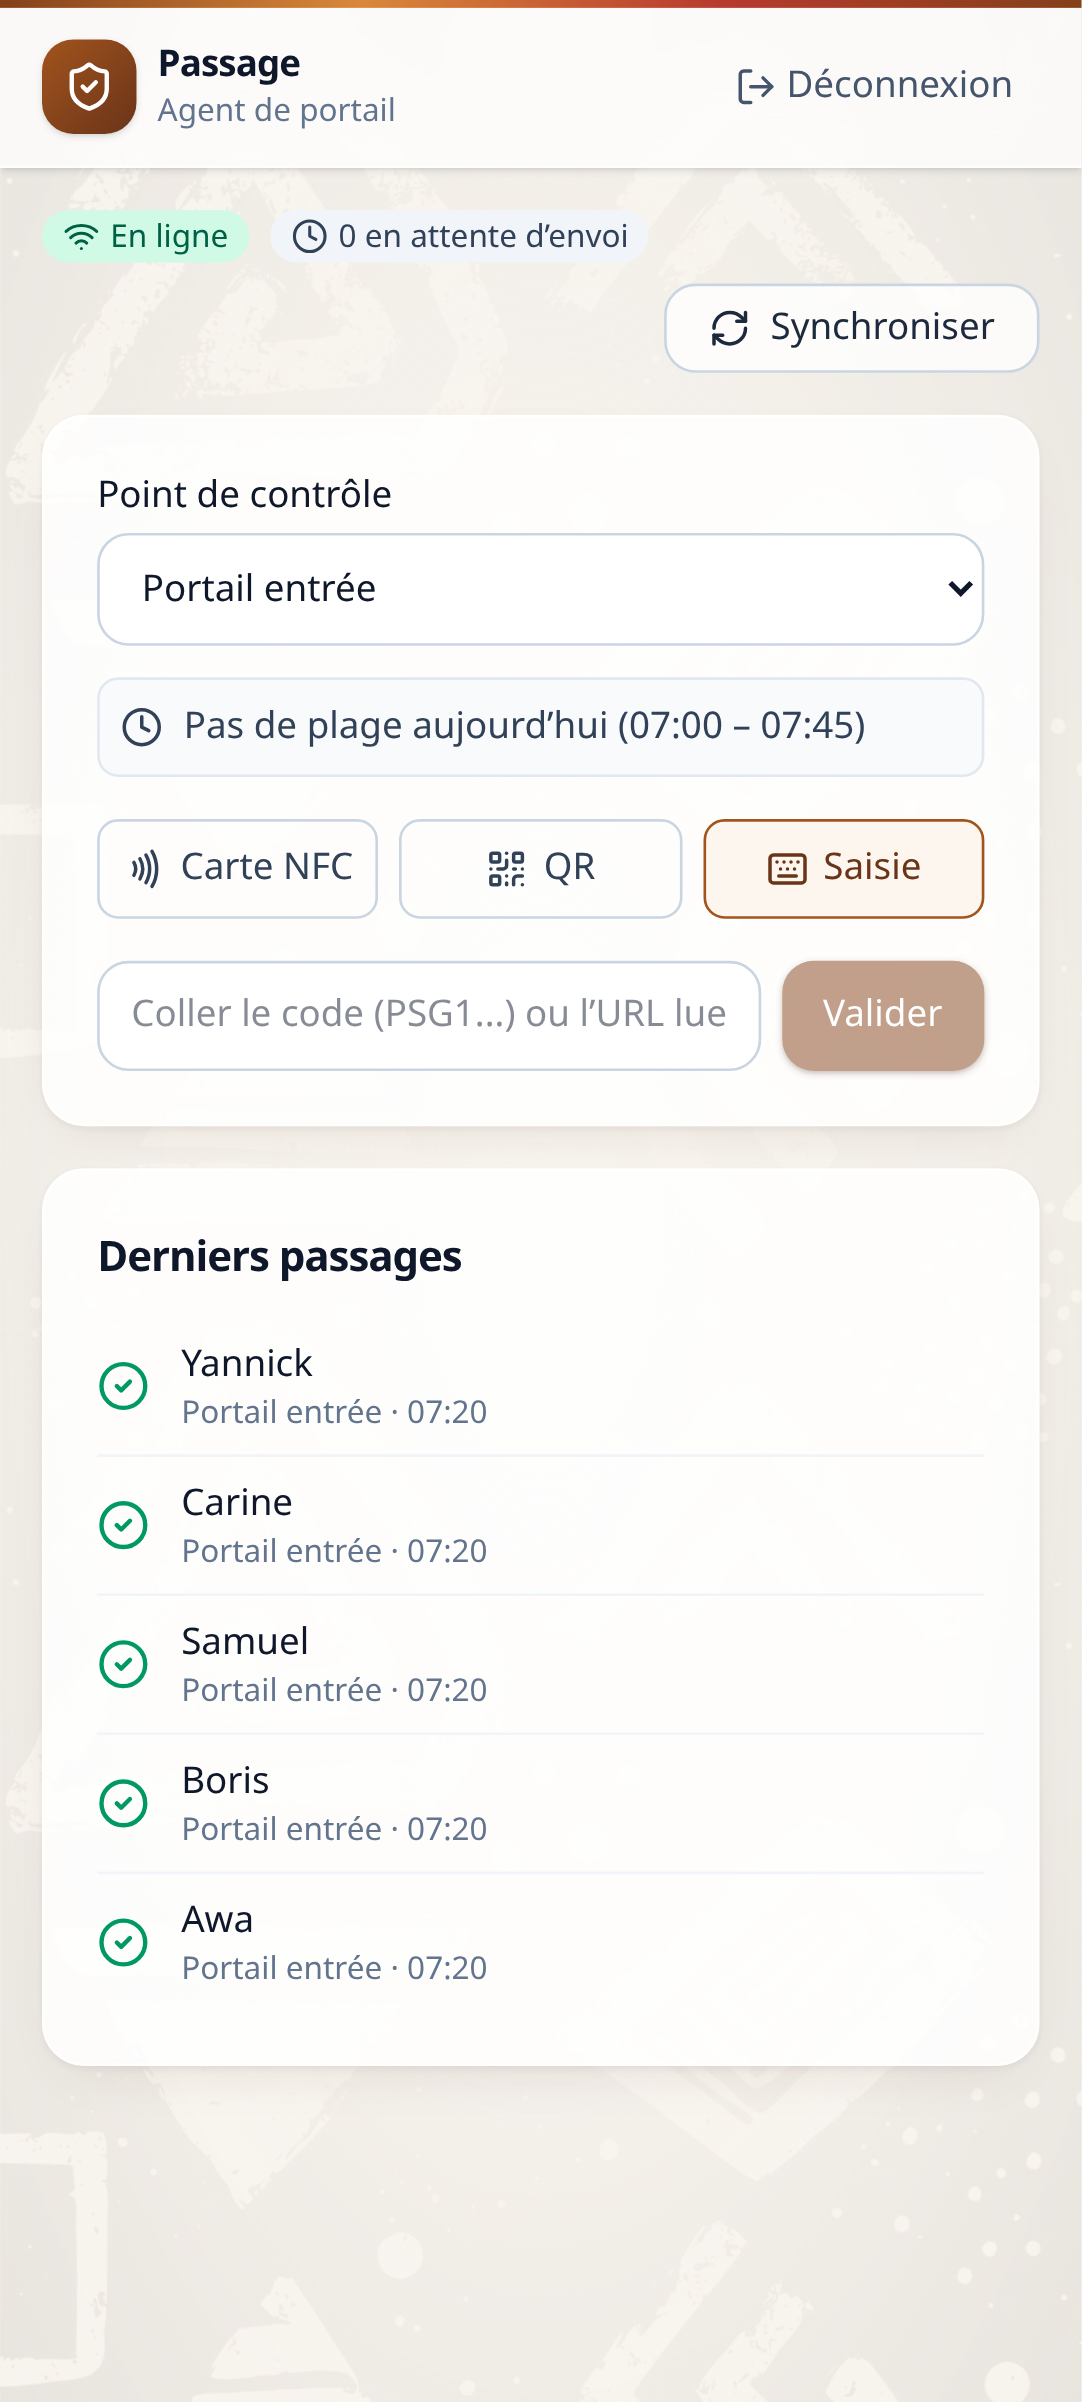 Passage
Agent de portail
Déconnexion
En ligne
0 en attente d’envoi
Synchroniser
Point de contrôle
Portail entrée
Pas de plage aujourd’hui (07:00 – 07:45)
Carte NFC
QR
Saisie
Coller le code (PSG1…) ou l’URL lue
Valider
Derniers passages
Yannick
Portail entrée · 07:20
Carine
Portail entrée · 07:20
Samuel
Portail entrée · 07:20
Boris
Portail entrée · 07:20
Awa
Portail entrée · 07:20